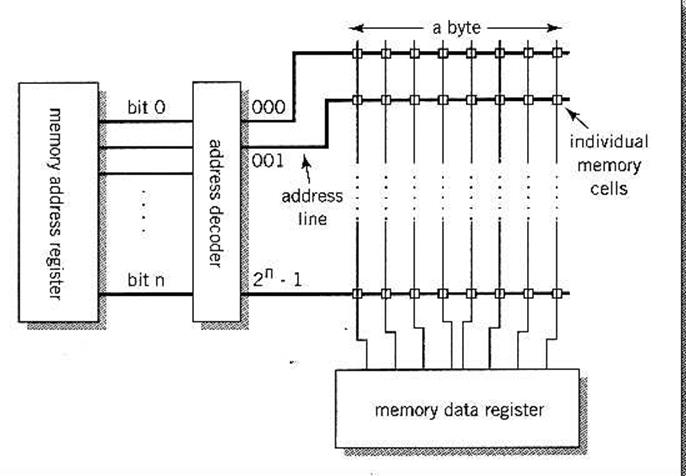 a byte
bit 0
000
001
address
line
individual
memory
cells
memory address register
address decoder
bit n
2ⁿ - 1
memory data register